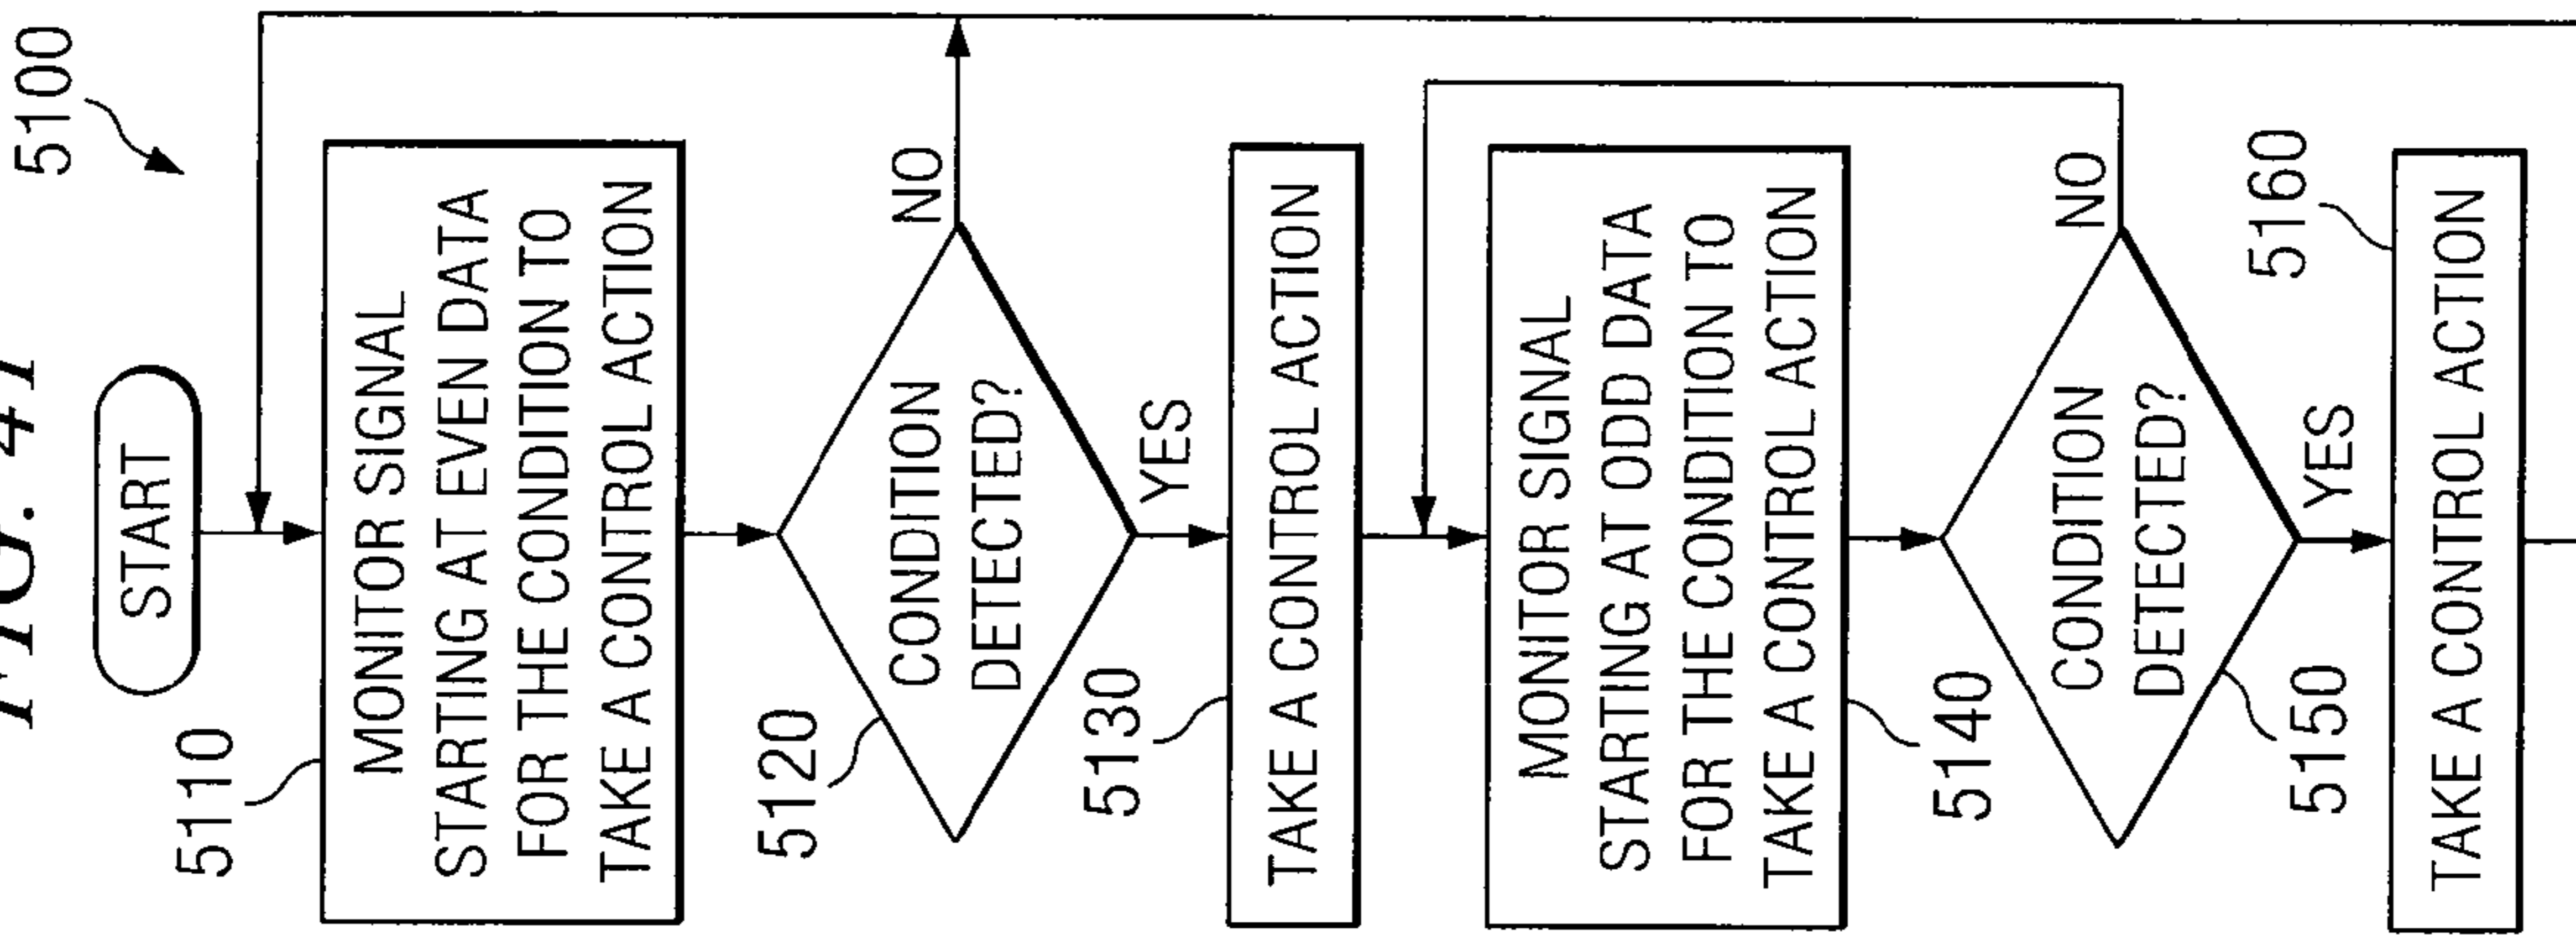 FIG. 41
5100
START
5110
MONITOR SIGNAL
STARTING AT EVEN DATA
FOR THE CONDITION TO
TAKE A CONTROL ACTION
5120
CONDITION
DETECTED?
NO
YES
5130
TAKE A CONTROL ACTION
MONITOR SIGNAL
STARTING AT ODD DATA
FOR THE CONDITION TO
TAKE A CONTROL ACTION
5140
CONDITION
DETECTED?
NO
5150
YES
5160
TAKE A CONTROL ACTION